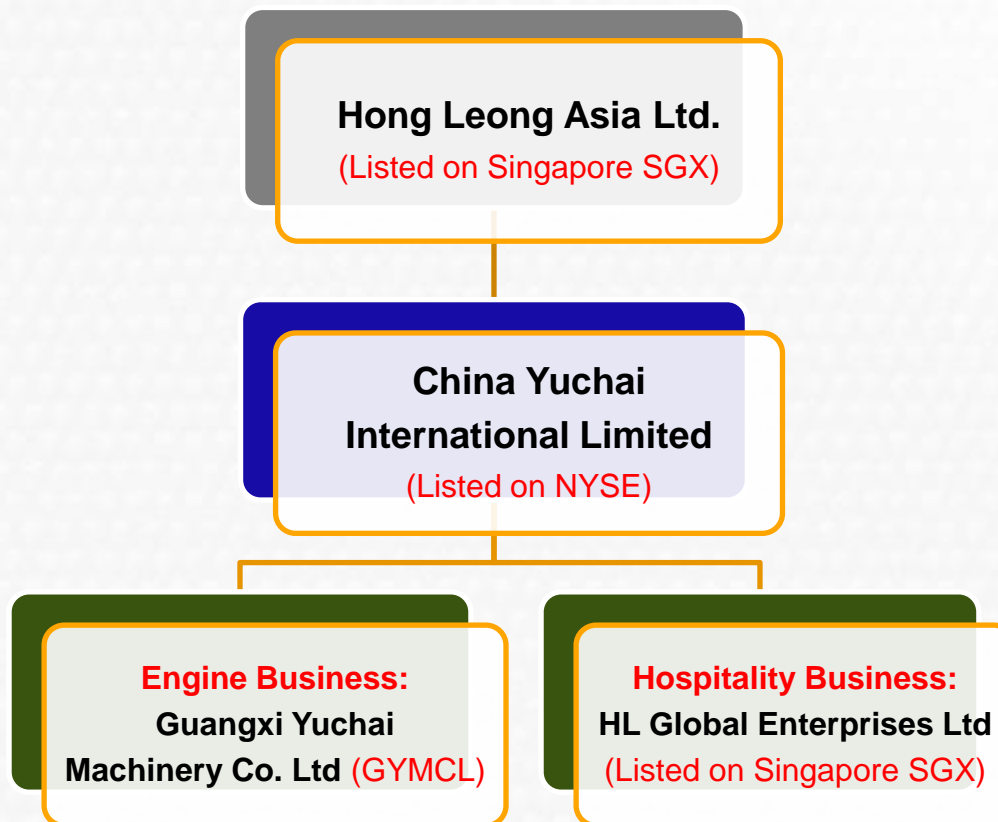 Hong Leong Asia Ltd.
(Listed on Singapore SGX)
China Yuchai
International Limited
(Listed on NYSE)
Engine Business:
Guangxi Yuchai
Machinery Co. Ltd (GYMCL)
Hospitality Business:
HL Global Enterprises Ltd
(Listed on Singapore SGX)